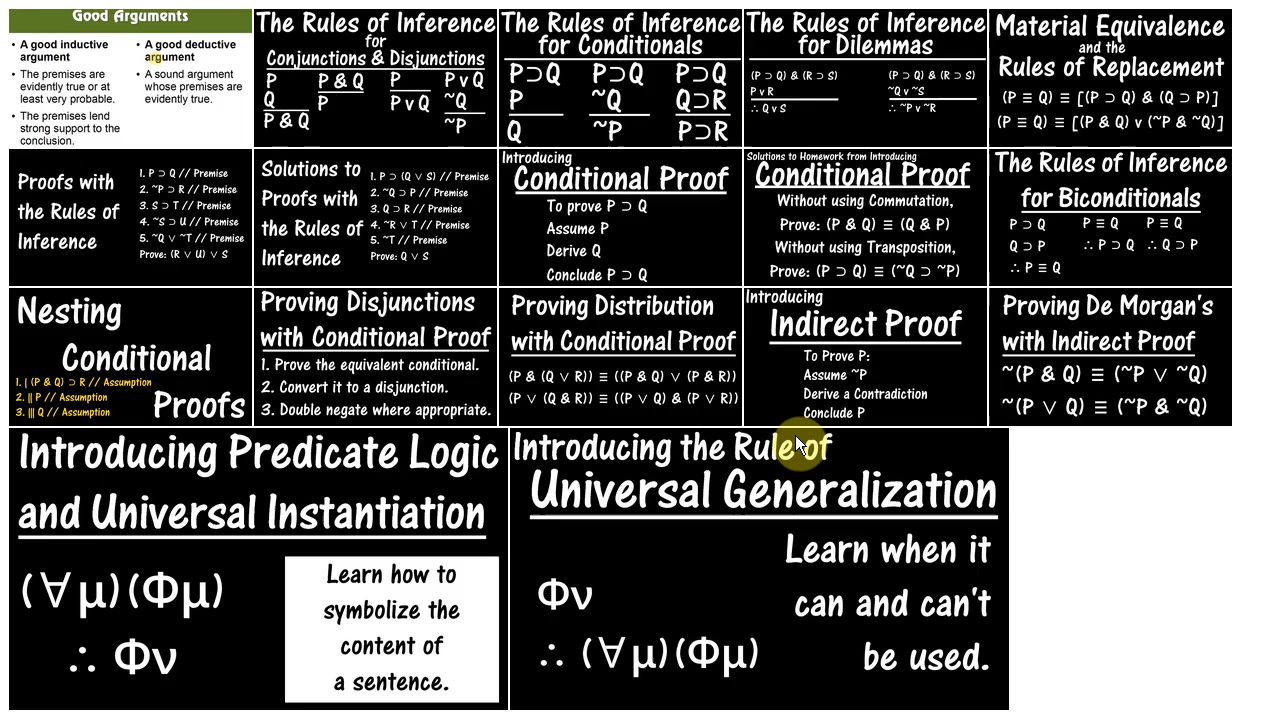 Good Arguments
• A good inductive
argument
• The premises are
evidently true or at
least very probable.
• The premises lend
strong support to the
conclusion.
• A good deductive
argument
• A sound argument
whose premises are
evidently true.
The Rules of Inference
for
Conjunctions & Disjunctions
P
Q
P & Q
P & Q
P
P
P v Q
P v Q
~Q
~P
The Rules of Inference
for Conditionals
P⊃Q
P
Q
P⊃Q
~Q
~P
P⊃Q
Q⊃R
P⊃R
The Rules of Inference
for Dilemmas
(P ⊃ Q) & (R ⊃ S)
P v R
∴ Q v S
(P ⊃ Q) & (R ⊃ S)
~Q v ~S
∴ ~P v ~R
Material Equivalence
and the
Rules of Replacement
(P ≡ Q) ≡ [(P ⊃ Q) & (Q ⊃ P)]
(P ≡ Q) ≡ [(P & Q) v (~P & ~Q)]
Proofs with
the Rules of
Inference
1. P ⊃ Q // Premise
2. ~P ⊃ R // Premise
3. S ⊃ T // Premise
4. ~S ⊃ U // Premise
5. ~Q ∨ ~T // Premise
Prove: (R ∨ U) ∨ S
Solutions to
Proofs with
the Rules of
Inference
1. P ⊃ (Q ∨ S) // Premise
2. ~Q ⊃ P // Premise
3. Q ⊃ R // Premise
4. ~R ∨ T // Premise
5. ~T // Premise
Prove: Q ∨ S
Introducing
Conditional Proof
To prove P ⊃ Q
Assume P
Derive Q
Conclude P ⊃ Q
Solutions to Homework from Introducing
Conditional Proof
Without using Commutation,
Prove: (P & Q) ≡ (Q & P)
Without using Transposition,
Prove: (P ⊃ Q) ≡ (~Q ⊃ ~P)
The Rules of Inference
for Biconditionals
P ⊃ Q
Q ⊃ P
∴ P ≡ Q
P ≡ Q
∴ P ⊃ Q
P ≡ Q
∴ Q ⊃ P
Nesting
Conditional
Proofs
1. | (P & Q) ⊃ R // Assumption
2. || P // Assumption
3. ||| Q // Assumption
Proving Disjunctions
with Conditional Proof
1. Prove the equivalent conditional.
2. Convert it to a disjunction.
3. Double negate where appropriate.
Proving Distribution
with Conditional Proof
(P & (Q ∨ R)) ≡ ((P & Q) ∨ (P & R))
(P ∨ (Q & R)) ≡ ((P ∨ Q) & (P ∨ R))
Introducing
Indirect Proof
To Prove P:
Assume ~P
Derive a Contradiction
Conclude P
Proving De Morgan's
with Indirect Proof
~(P & Q) ≡ (~P ∨ ~Q)
~(P ∨ Q) ≡ (~P & ~Q)
Introducing Predicate Logic
and Universal Instantiation
(∀μ)(Φμ)
∴ Φν
Learn how to
symbolize the
content of
a sentence.
Introducing the Rule of
Universal Generalization
Φν
∴ (∀μ)(Φμ)
Learn when it
can and can't
be used.